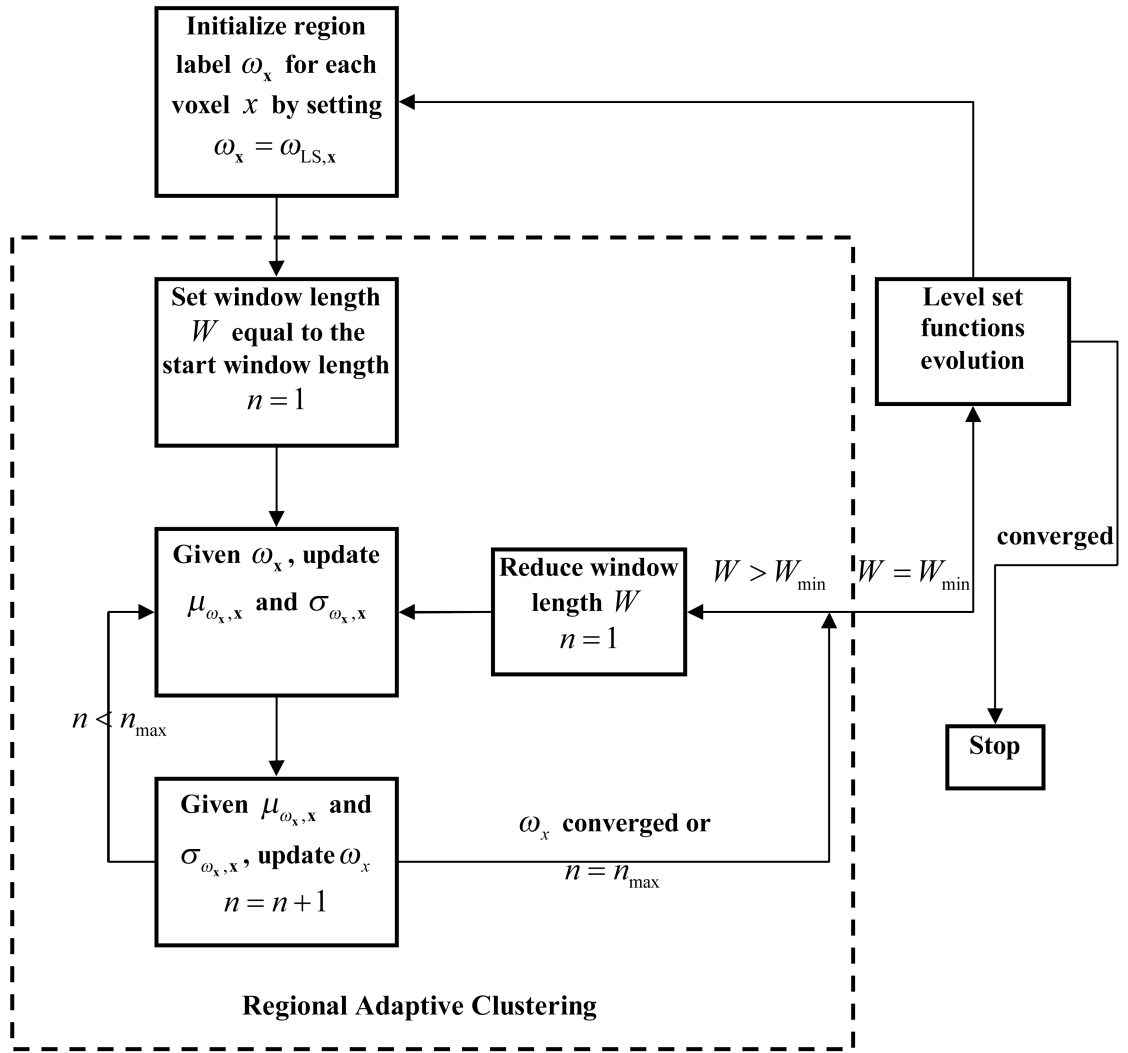 Initialize region
label ω_x for each
voxel x by setting
ω_x = ω_LS,x
Set window length
W equal to the
start window length
n = 1
Level set
functions
evolution
Given ω_x , update
μ_ω_x,x and σ_ω_x,x
Reduce window
length W
n = 1
W > W_min
W = W_min
converged
n < n_max
Stop
Given μ_ω_x,x and
σ_ω_x,x , update ω_x
n = n + 1
ω_x converged or
n = n_max
Regional Adaptive Clustering